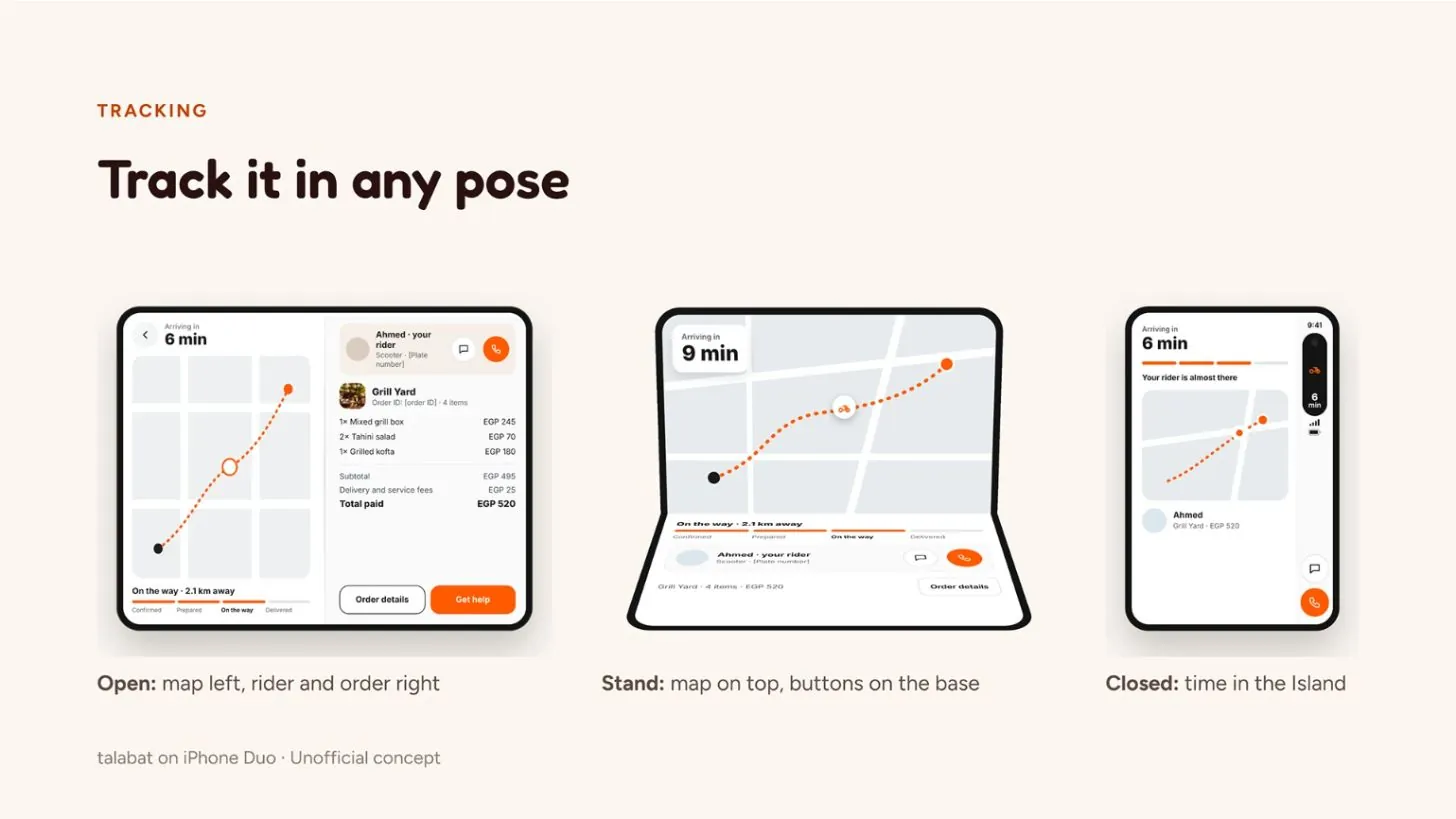 TRACKING
Track it in any pose
Arriving in
6 min
On the way · 2.1 km away
Confirmed Prepared On the way Delivered
Ahmed · your
rider
Scooter · [Plate
number]
Grill Yard
Order ID: [order ID] · 4 items
1× Mixed grill box EGP 245
2× Tahini salad EGP 70
1× Grilled kofta EGP 180
Subtotal EGP 495
Delivery and service fees EGP 25
Total paid EGP 520
Order details Get help
Arriving in
9 min
On the way · 2.1 km away
Confirmed Prepared On the way Delivered
Ahmed · your rider
Scooter · [Plate number]
Grill Yard · 4 items · EGP 520 Order details
Arriving in
6 min
Your rider is almost there
Ahmed
Grill Yard · EGP 520
9:41
6
min
Open: map left, rider and order right
Stand: map on top, buttons on the base
Closed: time in the Island
talabat on iPhone Duo · Unofficial concept